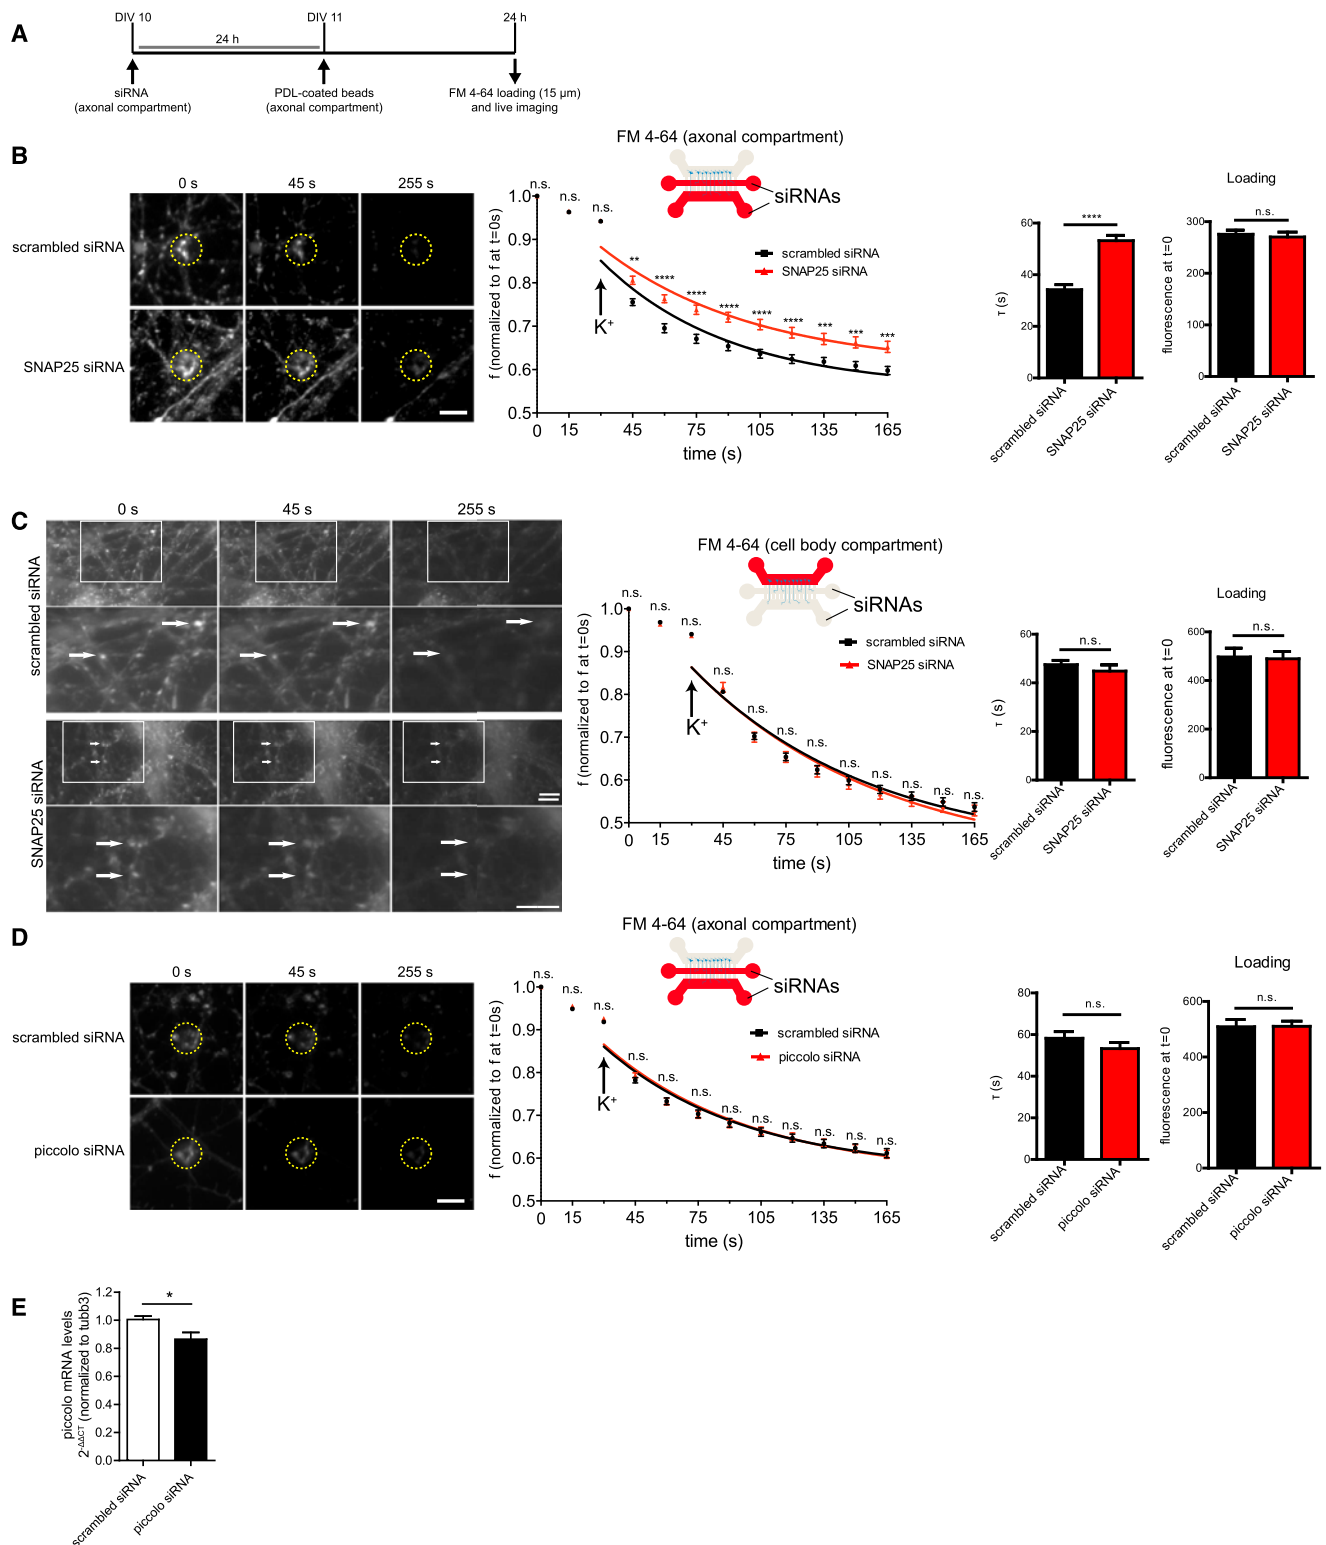 A
DIV 10
DIV 11
24 h
24 h
siRNA
(axonal compartment)
PDL-coated beads
(axonal compartment)
FM 4-64 loading (15 μm)
and live imaging
B
0 s
45 s
255 s
scrambled siRNA
SNAP25 siRNA
FM 4-64 (axonal compartment)
siRNAs
f (normalized to f at t=0s)
1.0
0.9
0.8
0.7
0.6
0.5
n.s.
n.s.
n.s.
**
****
****
****
****
****
***
***
***
K+
scrambled siRNA
SNAP25 siRNA
0
15
45
75
105
135
165
time (s)
τ (s)
60
40
20
0
****
scrambled siRNA
SNAP25 siRNA
Loading
fluorescence at t=0
300
200
100
0
n.s.
scrambled siRNA
SNAP25 siRNA
C
0 s
45 s
255 s
scrambled siRNA
SNAP25 siRNA
FM 4-64 (cell body compartment)
siRNAs
f (normalized to f at t=0s)
1.0
0.9
0.8
0.7
0.6
0.5
n.s.
n.s.
n.s.
n.s.
n.s.
n.s.
n.s.
n.s.
n.s.
n.s.
n.s.
n.s.
K+
scrambled siRNA
SNAP25 siRNA
0
15
45
75
105
135
165
time (s)
τ (s)
60
40
20
0
n.s.
scrambled siRNA
SNAP25 siRNA
Loading
fluorescence at t=0
600
400
200
0
n.s.
scrambled siRNA
SNAP25 siRNA
D
0 s
45 s
255 s
scrambled siRNA
piccolo siRNA
FM 4-64 (axonal compartment)
siRNAs
f (normalized to f at t=0s)
1.0
0.9
0.8
0.7
0.6
0.5
n.s.
n.s.
n.s.
n.s.
n.s.
n.s.
n.s.
n.s.
n.s.
n.s.
n.s.
n.s.
K+
scrambled siRNA
piccolo siRNA
0
15
45
75
105
135
165
time (s)
τ (s)
80
60
40
20
0
n.s.
scrambled siRNA
piccolo siRNA
Loading
fluorescence at t=0
600
400
200
0
n.s.
scrambled siRNA
piccolo siRNA
E
piccolo mRNA levels
2-ΔΔCT (normalized to tubb3)
1.2
1.0
0.8
0.6
0.4
0.2
0.0
*
scrambled siRNA
piccolo siRNA